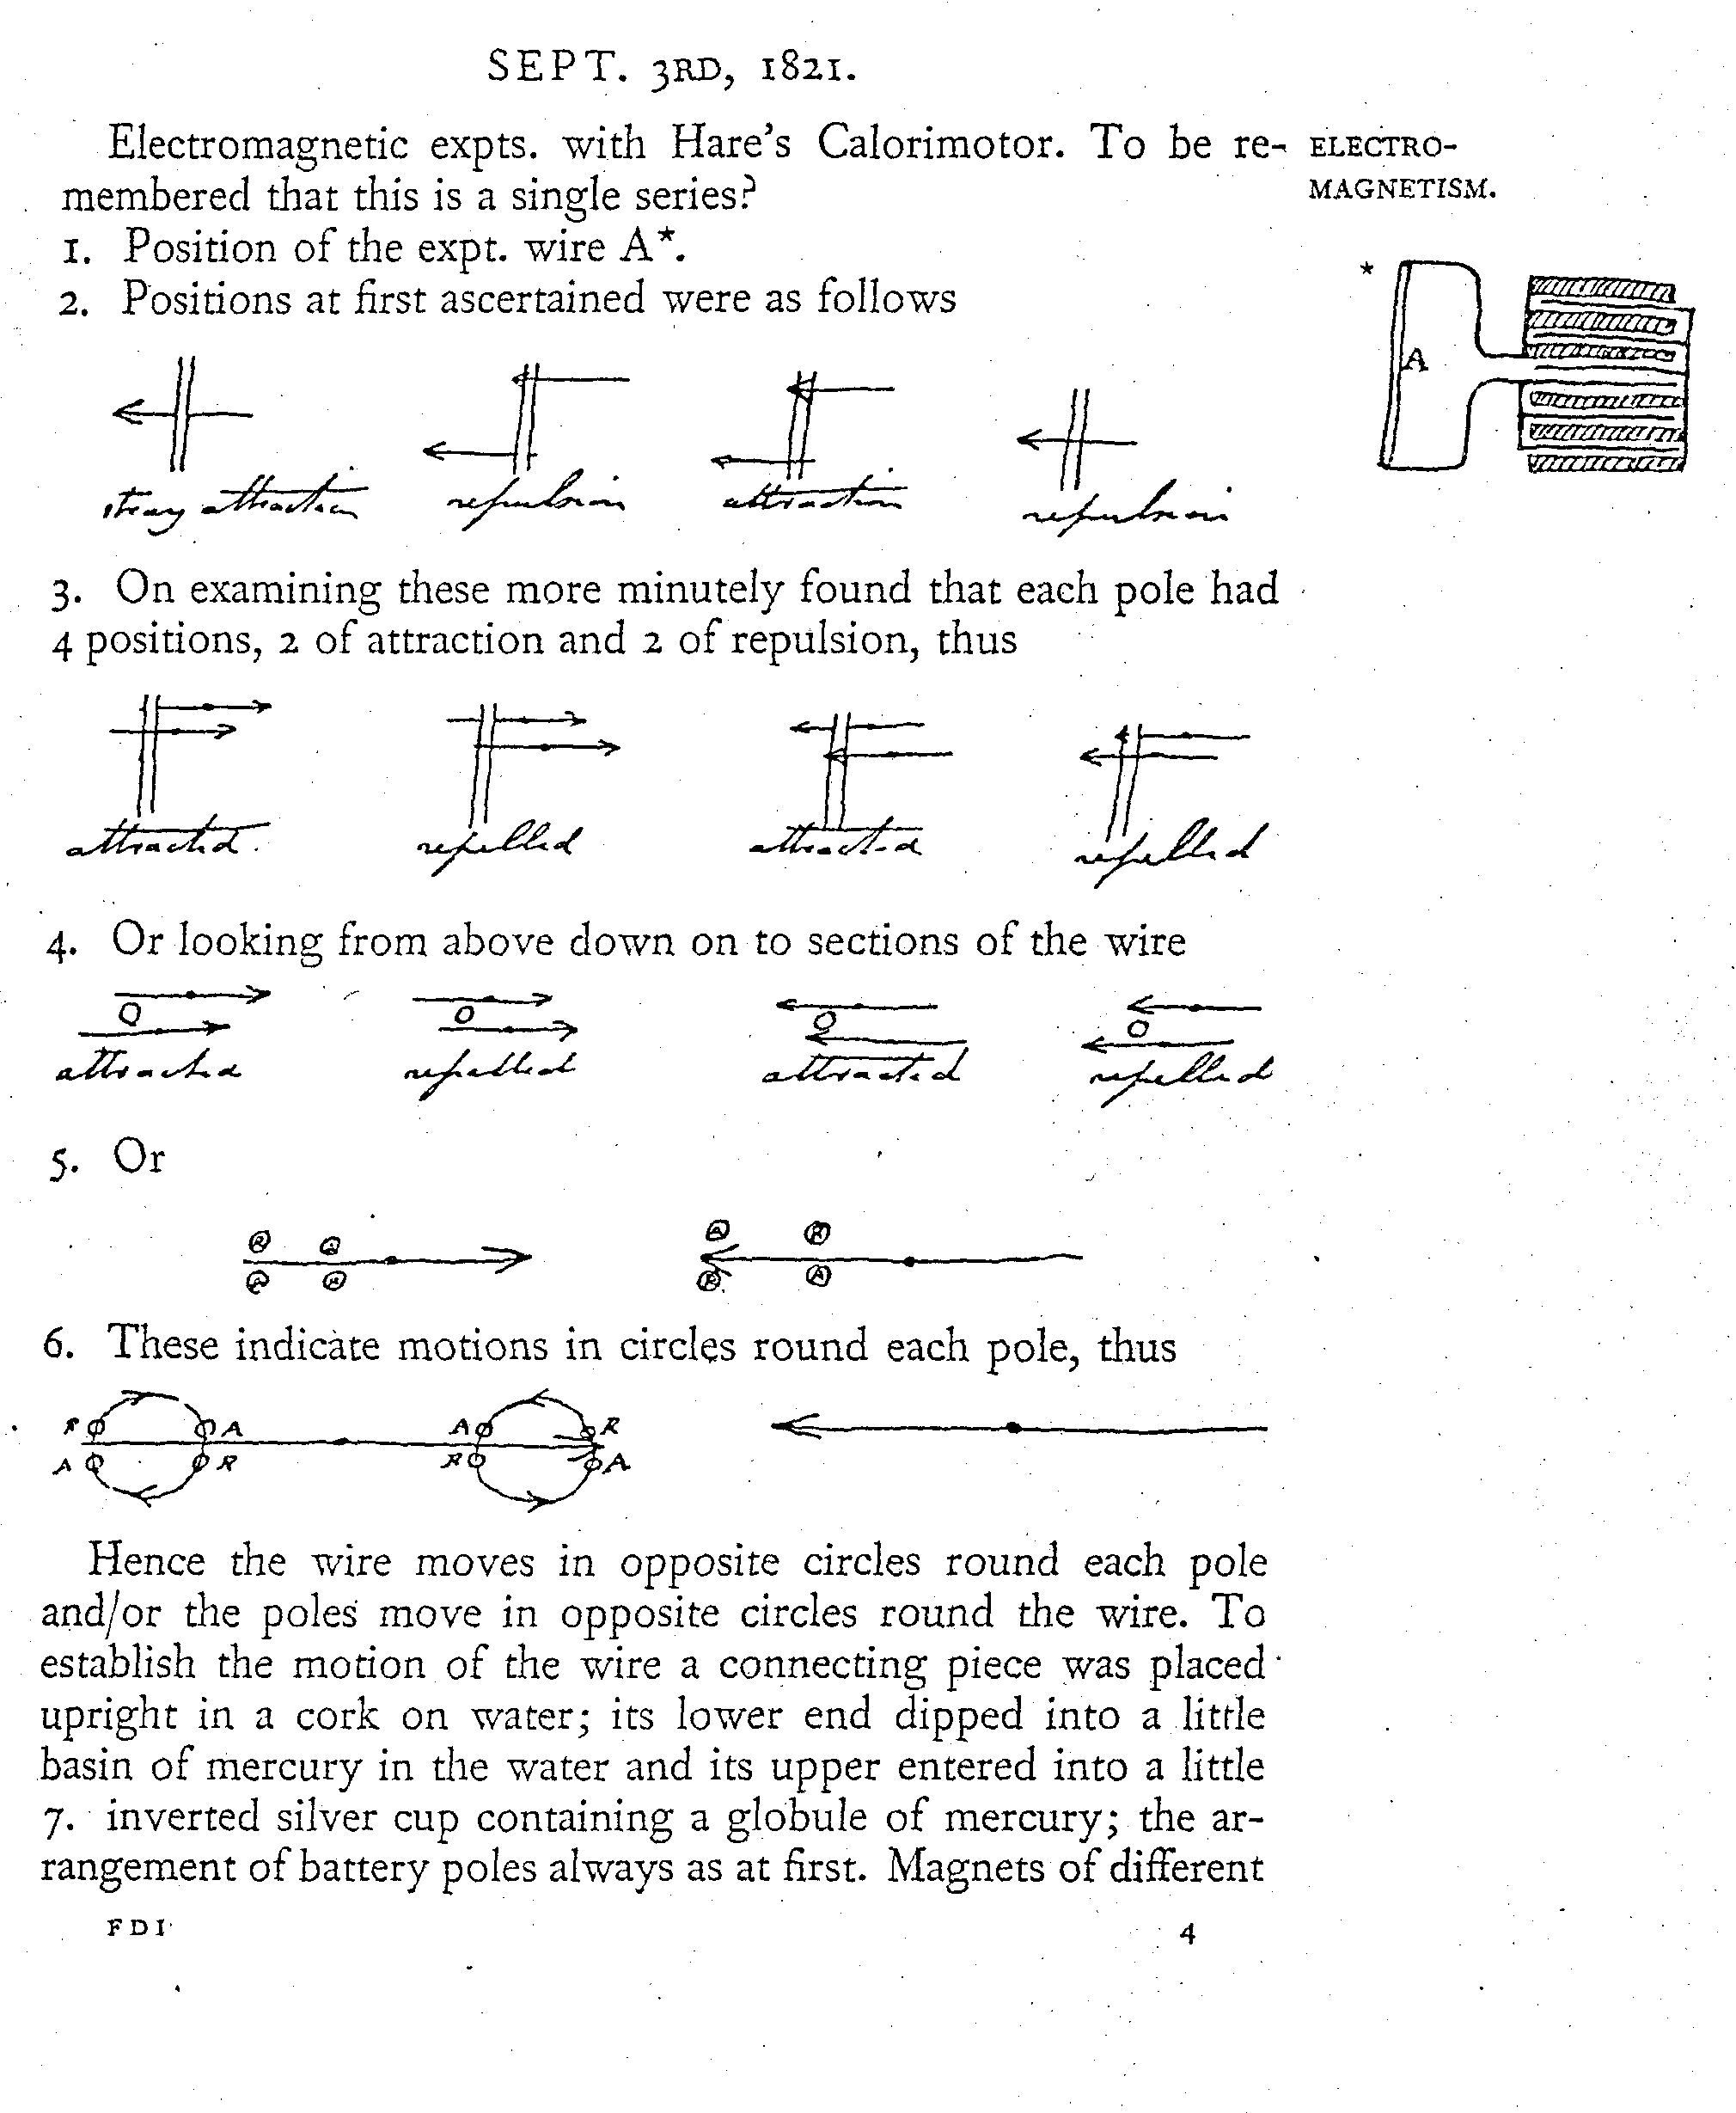 SEPT. 3RD, 1821.
Electromagnetic expts. with Hare's Calorimotor. To be re-
membered that this is a single series?
ELECTRO-
MAGNETISM.
1. Position of the expt. wire A*.
2. Positions at first ascertained were as follows
* A
strong attraction repulsion attraction repulsion
3. On examining these more minutely found that each pole had
4 positions, 2 of attraction and 2 of repulsion, thus
attracted. repelled attracted repelled
4. Or looking from above down on to sections of the wire
attracted repelled attracted repelled
5. Or
R A A R
A R R A
6. These indicate motions in circles round each pole, thus
R A A R
A R R A
Hence the wire moves in opposite circles round each pole
and/or the poles move in opposite circles round the wire. To
establish the motion of the wire a connecting piece was placed
upright in a cork on water; its lower end dipped into a little
basin of mercury in the water and its upper entered into a little
7. inverted silver cup containing a globule of mercury; the ar-
rangement of battery poles always as at first. Magnets of different
FDI 4